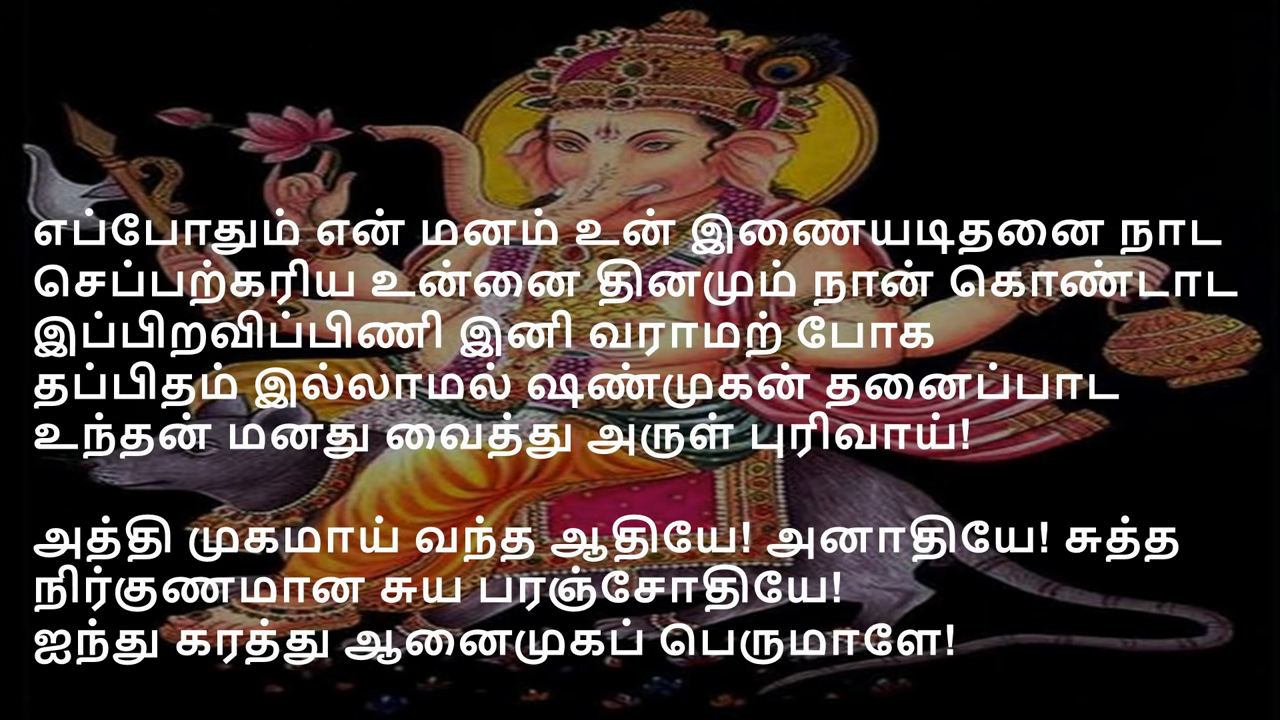 எப்போதும் என் மனம் உன் இணையடிதனை நாட
செப்பற்கரிய உன்னை தினமும் நான் கொண்டாட
இப்பிறவிப்பிணி இனி வராமற் போக
தப்பிதம் இல்லாமல் ஷண்முகன் தனைப்பாட
உந்தன் மனது வைத்து அருள் புரிவாய்!
அத்தி முகமாய் வந்த ஆதியே! அனாதியே! சுத்த
நிர்குணமான சுய பரஞ்சோதியே!
ஐந்து கரத்து ஆனைமுகப் பெருமாளே!